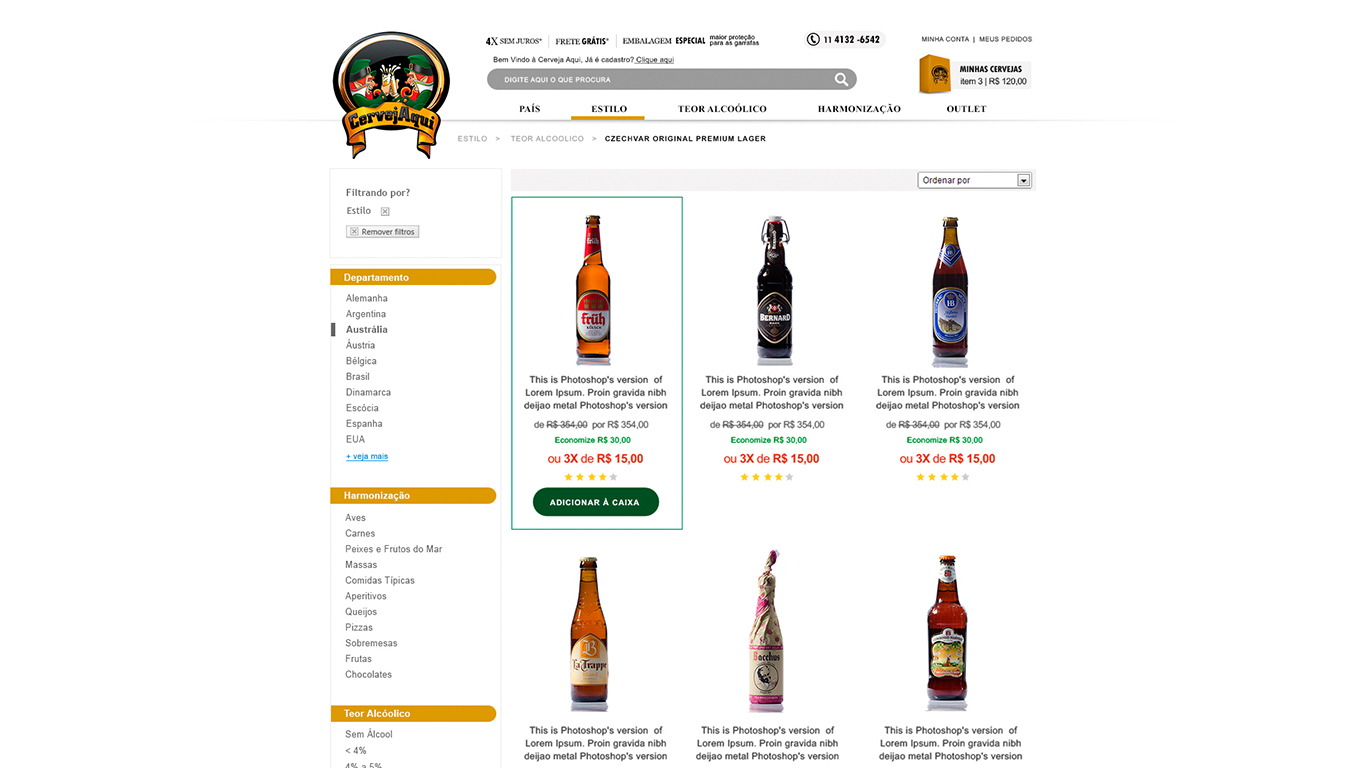 4X SEM JUROS* FRETE GRÁTIS* EMBALAGEM ESPECIAL maior proteção
para as garrafas
11 4132 -6542
MINHA CONTA | MEUS PEDIDOS
Bem Vindo à Cerveja Aqui, Já é cadastro? Clique aqui
DIGITE AQUI O QUE PROCURA
MINHAS CERVEJAS
item 3 | R$ 120,00
CervejAqui
PAÍS ESTILO TEOR ALCOÓLICO HARMONIZAÇÃO OUTLET
ESTILO > TEOR ALCOOLICO > CZECHVAR ORIGINAL PREMIUM LAGER
Filtrando por?
Estilo
Remover filtros
Departamento
Alemanha
Argentina
Austrália
Áustria
Bélgica
Brasil
Dinamarca
Escócia
Espanha
EUA
+ veja mais
Harmonização
Aves
Carnes
Peixes e Frutos do Mar
Massas
Comidas Típicas
Aperitivos
Queijos
Pizzas
Sobremesas
Frutas
Chocolates
Teor Alcóolico
Sem Álcool
< 4%
4% a 5%
Ordenar por
früh
früh
BERNARD
HB
This is Photoshop's version of
Lorem Ipsum. Proin gravida nibh
deijao metal Photoshop's version
de R$ 354,00 por R$ 354,00
Economize R$ 30,00
ou 3X de R$ 15,00
ADICIONAR À CAIXA
This is Photoshop's version of
Lorem Ipsum. Proin gravida nibh
deijao metal Photoshop's version
de R$ 354,00 por R$ 354,00
Economize R$ 30,00
ou 3X de R$ 15,00
This is Photoshop's version of
Lorem Ipsum. Proin gravida nibh
deijao metal Photoshop's version
de R$ 354,00 por R$ 354,00
Economize R$ 30,00
ou 3X de R$ 15,00
B
La Trappe
Bacchus
This is Photoshop's version of
Lorem Ipsum. Proin gravida nibh
deijao metal Photoshop's version
This is Photoshop's version of
Lorem Ipsum. Proin gravida nibh
deijao metal Photoshop's version
This is Photoshop's version of
Lorem Ipsum. Proin gravida nibh
deijao metal Photoshop's version